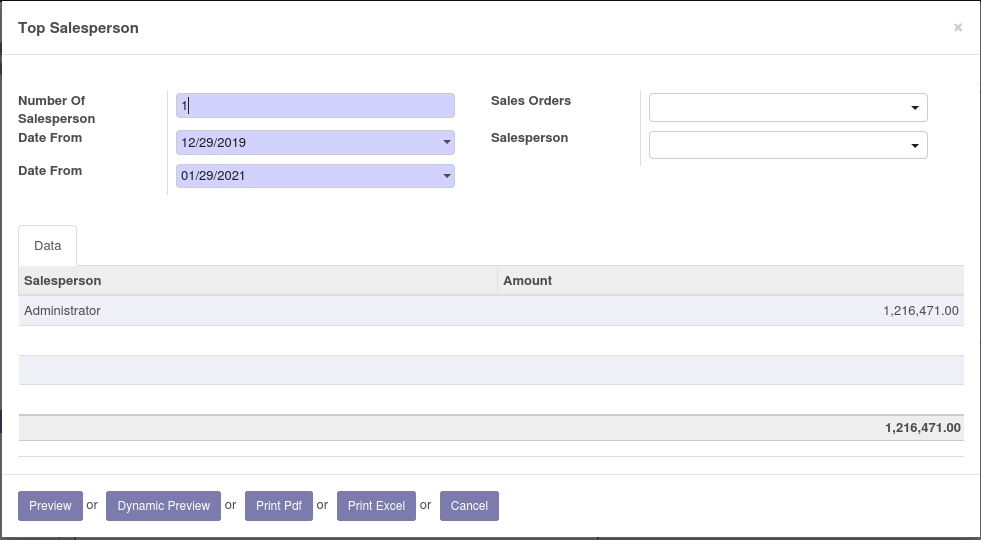 Top Salesperson
×
Number Of
Salesperson
1
Date From
12/29/2019
Date From
01/29/2021
Sales Orders
Salesperson
Data
Salesperson Amount
Administrator 1,216,471.00
1,216,471.00
Preview or Dynamic Preview or Print Pdf or Print Excel or Cancel